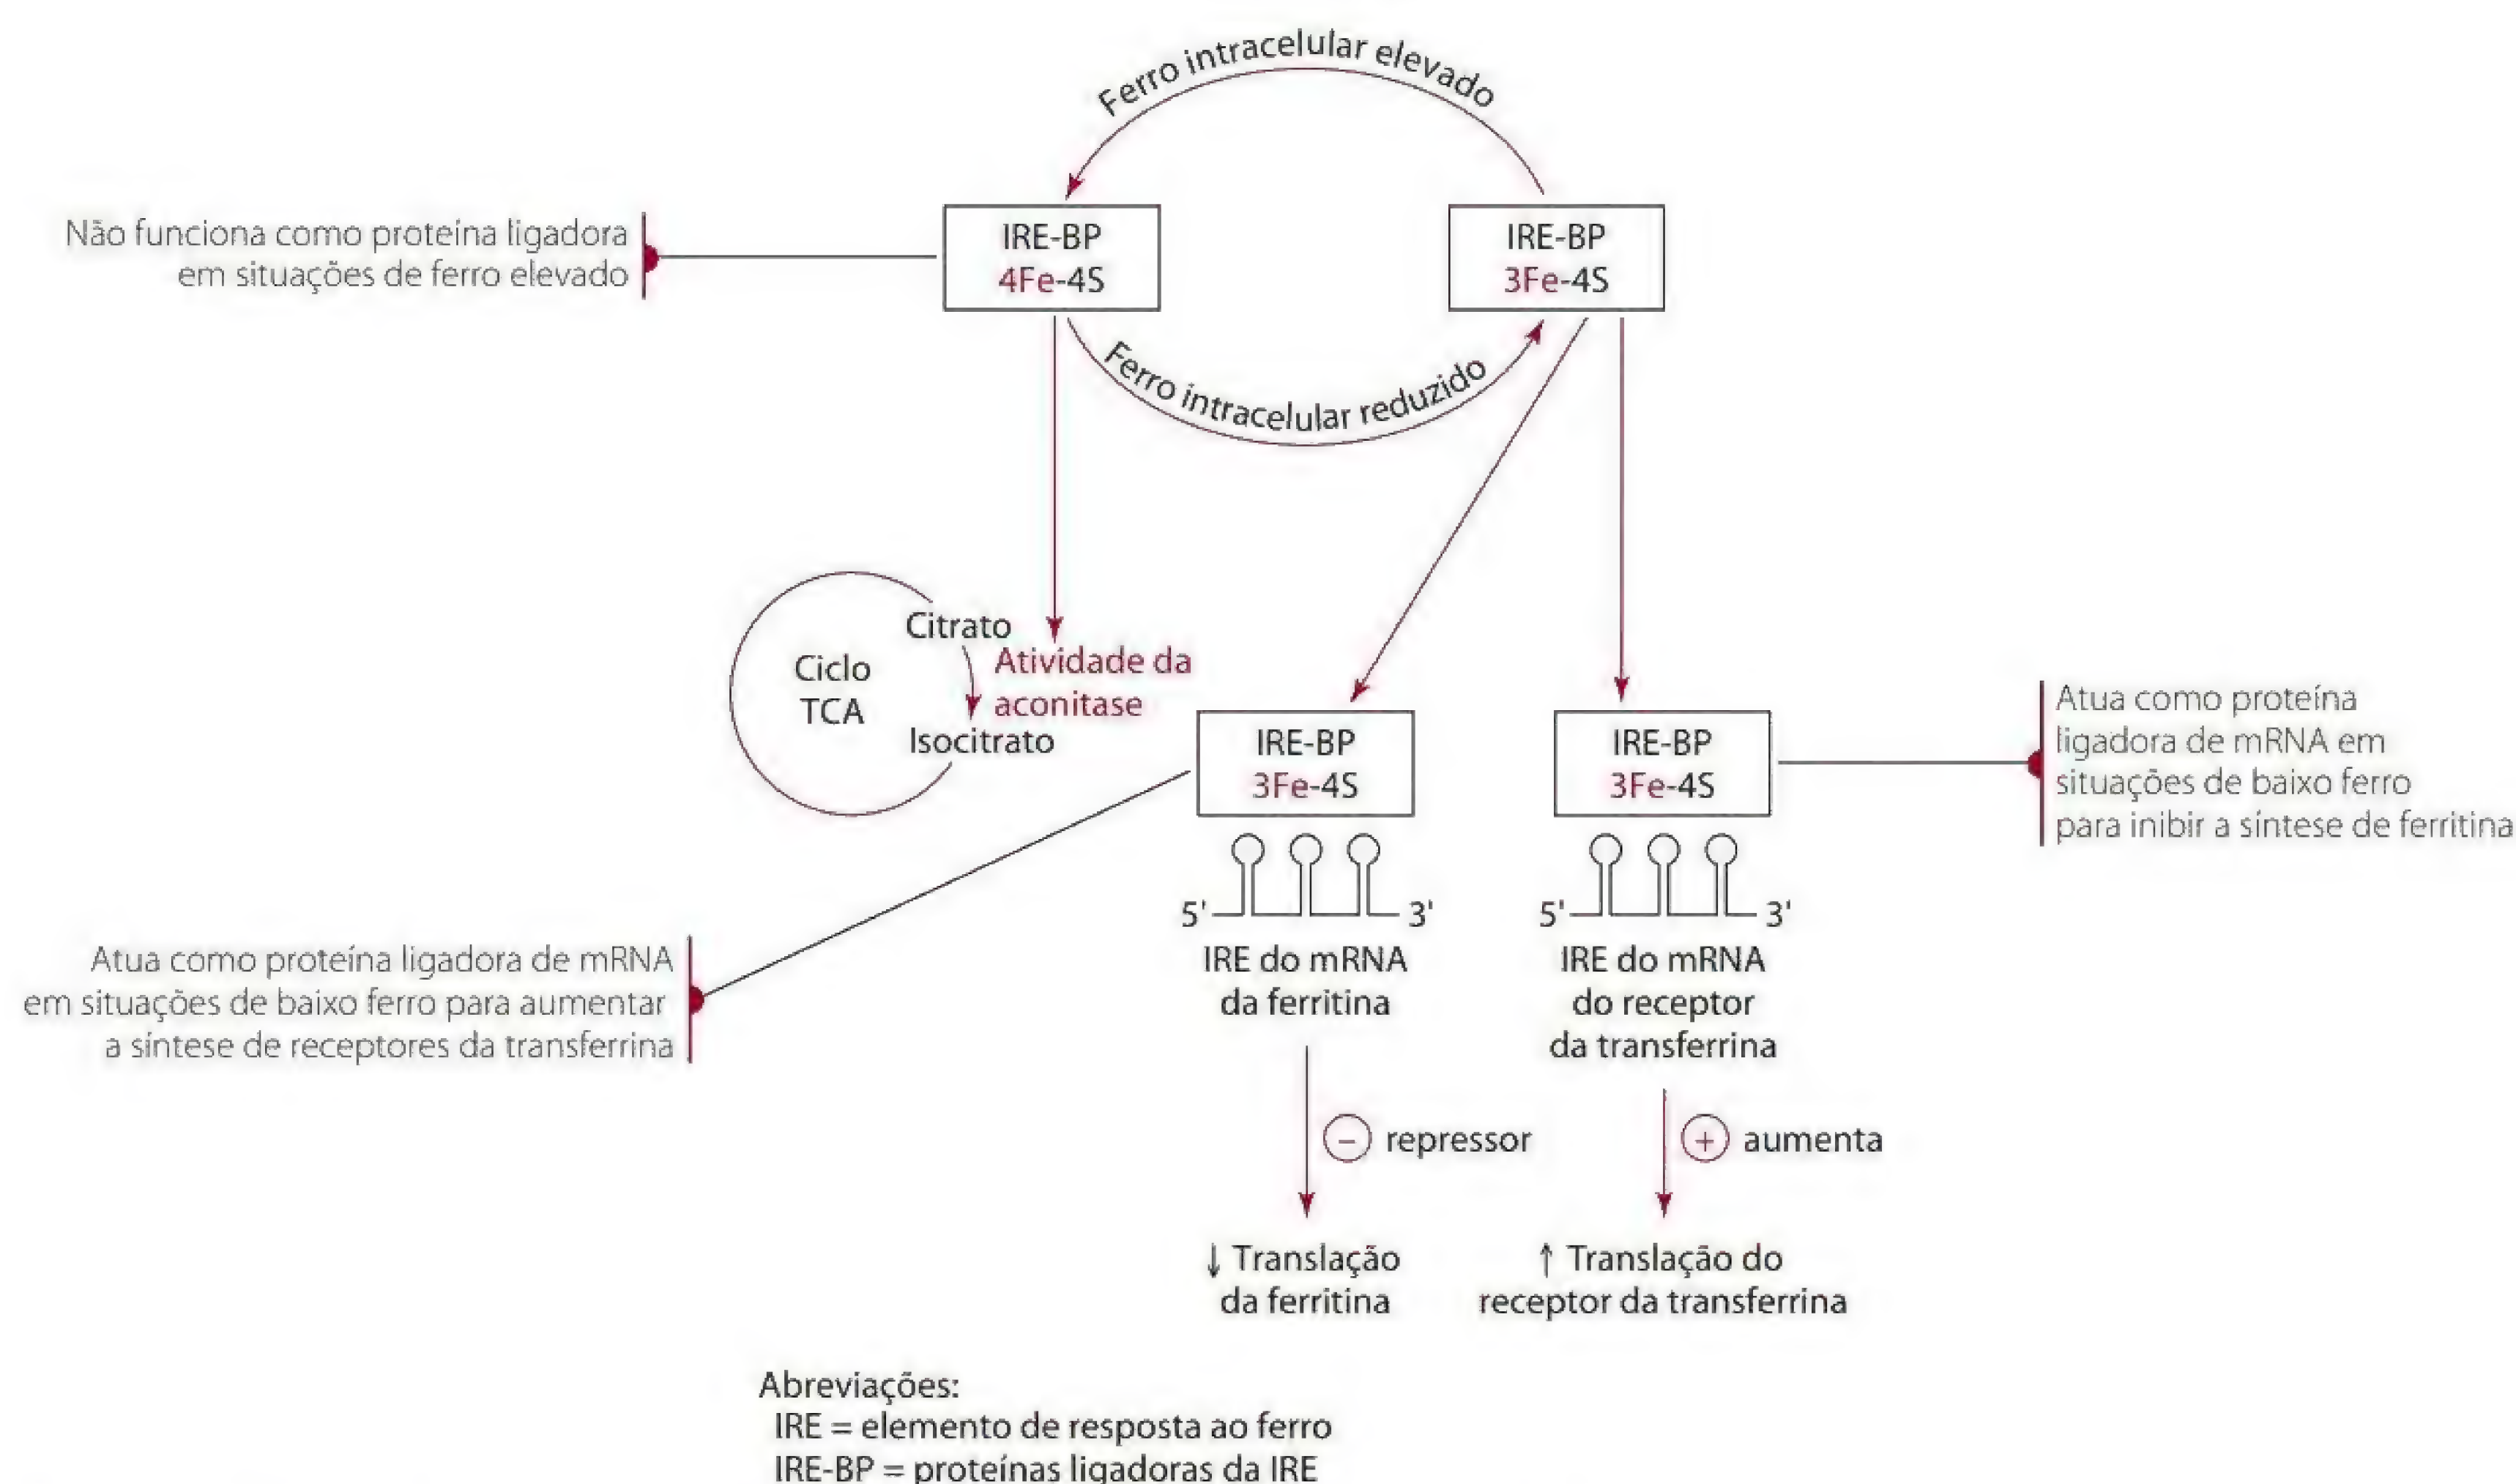 Ferro intracelular elevado
Não funciona como proteína ligadora
em situações de ferro elevado
IRE-BP
4Fe-4S
IRE-BP
3Fe-4S
Ferro intracelular reduzido
Ciclo
TCA
Citrato
Atividade da
aconitase
Isocitrato
IRE-BP
3Fe-4S
IRE-BP
3Fe-4S
Atua como proteína
ligadora de mRNA em
situações de baixo ferro
para inibir a síntese de ferritina
5' 3'
5' 3'
Atua como proteína ligadora de mRNA
em situações de baixo ferro para aumentar
a síntese de receptores da transferrina
IRE do mRNA
da ferritina
IRE do mRNA
do receptor
da transferrina
− repressor
+ aumenta
↓ Translação
da ferritina
↑ Translação do
receptor da transferrina
Abreviações:
IRE = elemento de resposta ao ferro
IRE-BP = proteínas ligadoras da IRE